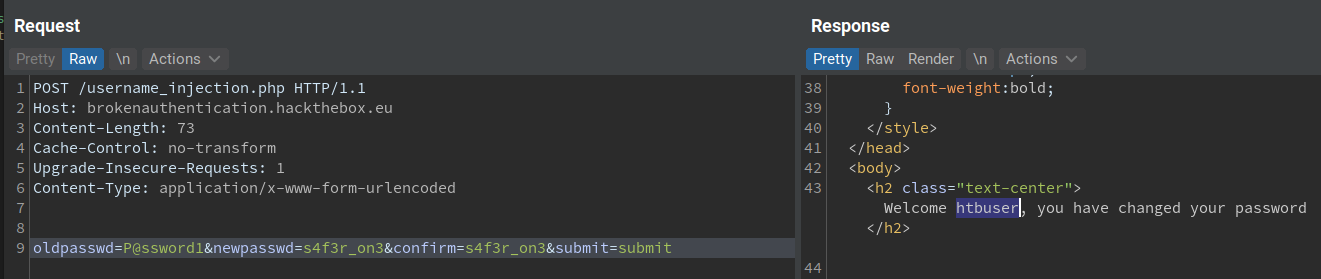 Request
Pretty Raw \n Actions
1 POST /username_injection.php HTTP/1.1
2 Host: brokenauthentication.hackthebox.eu
3 Content-Length: 73
4 Cache-Control: no-transform
5 Upgrade-Insecure-Requests: 1
6 Content-Type: application/x-www-form-urlencoded
7
8
9 oldpasswd=P@ssword1&newpasswd=s4f3r_on3&confirm=s4f3r_on3&submit=submit
Response
Pretty Raw Render \n Actions
38 font-weight:bold;
39 }
40 </style>
41 </head>
42 <body>
43 <h2 class="text-center">
Welcome htbuser, you have changed your password
</h2>
44